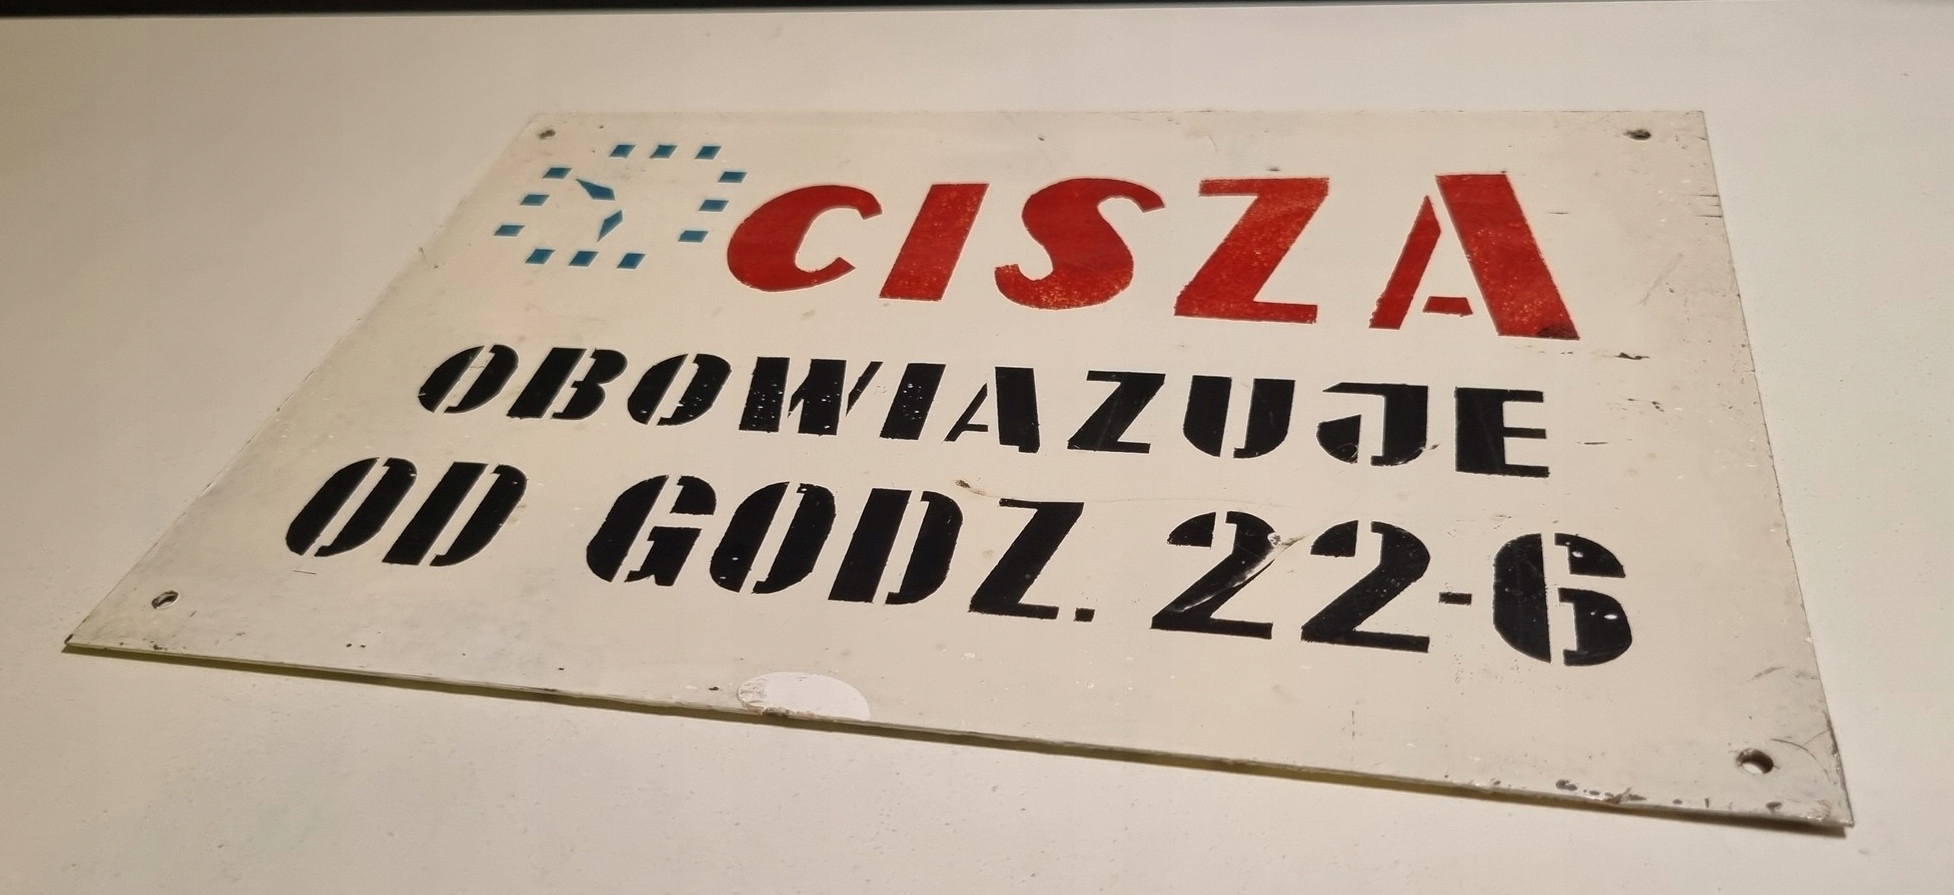 CISZA
OBOWIAZUJE
OD GODZ. 22-6